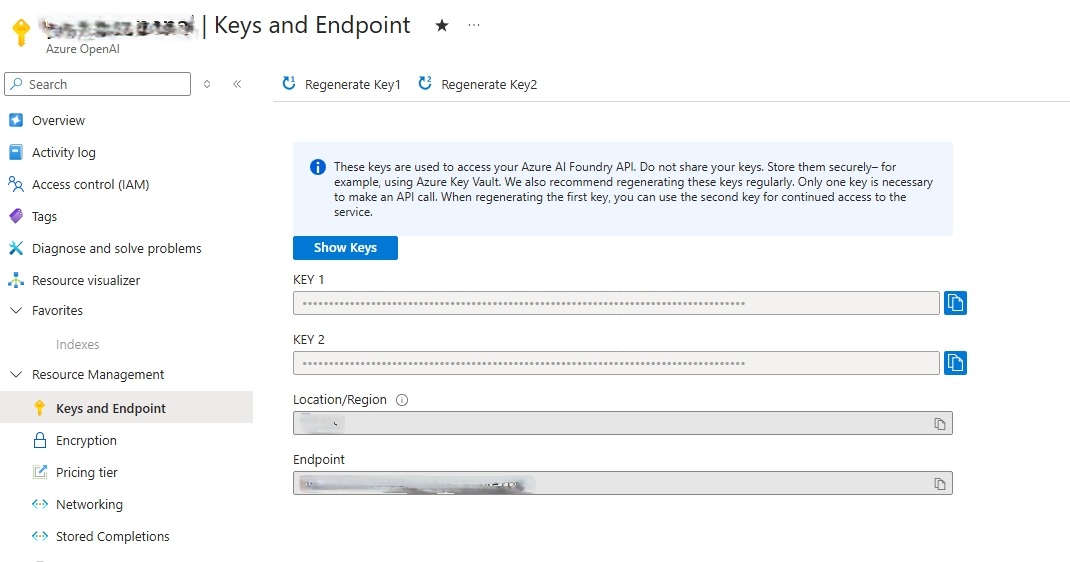 | Keys and Endpoint
Azure OpenAI
Search
Regenerate Key1
Regenerate Key2
Overview
Activity log
Access control (IAM)
Tags
Diagnose and solve problems
Resource visualizer
Favorites
Indexes
Resource Management
Keys and Endpoint
Encryption
Pricing tier
Networking
Stored Completions
These keys are used to access your Azure AI Foundry API. Do not share your keys. Store them securely– for
example, using Azure Key Vault. We also recommend regenerating these keys regularly. Only one key is necessary
to make an API call. When regenerating the first key, you can use the second key for continued access to the
service.
Show Keys
KEY 1
KEY 2
Location/Region
Endpoint